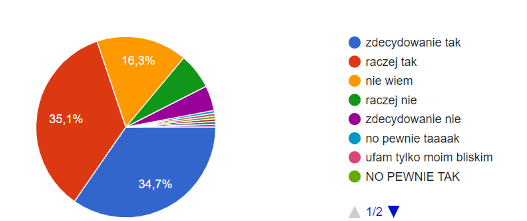 16,3%
35,1%
34,7%
zdecydowanie tak
raczej tak
nie wiem
raczej nie
zdecydowanie nie
no pewnie taaaak
ufam tylko moim bliskim
NO PEWNIE TAK
1/2